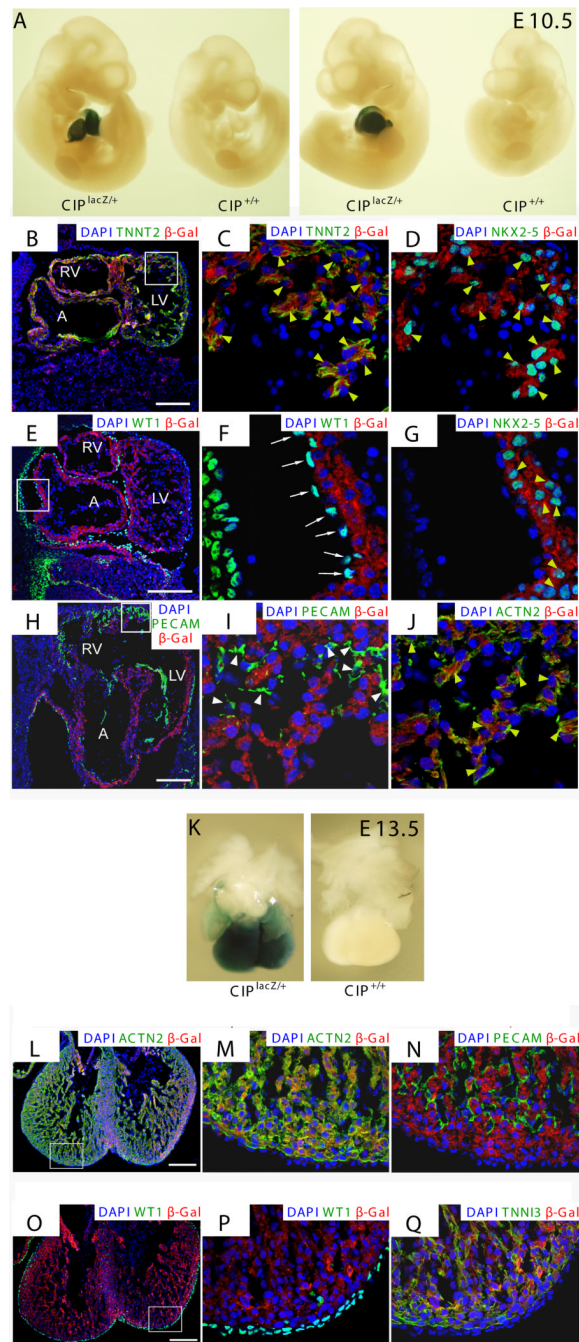 A
E 10.5
CIP lacZ/+ CIP +/+ CIP lacZ/+ CIP +/+
B DAPI TNNT2 β-Gal
RV
LV
A
C DAPI TNNT2 β-Gal
D DAPI NKX2-5 β-Gal
E DAPI WT1 β-Gal
RV
A
LV
F DAPI WT1 β-Gal
G DAPI NKX2-5 β-Gal
H DAPI
PECAM
β-Gal
RV
LV
A
I DAPI PECAM β-Gal
J DAPI ACTN2 β-Gal
K
E 13.5
CIP lacZ/+ CIP +/+
L DAPI ACTN2 β-Gal
M DAPI ACTN2 β-Gal
N DAPI PECAM β-Gal
O DAPI WT1 β-Gal
P DAPI WT1 β-Gal
Q DAPI TNNI3 β-Gal